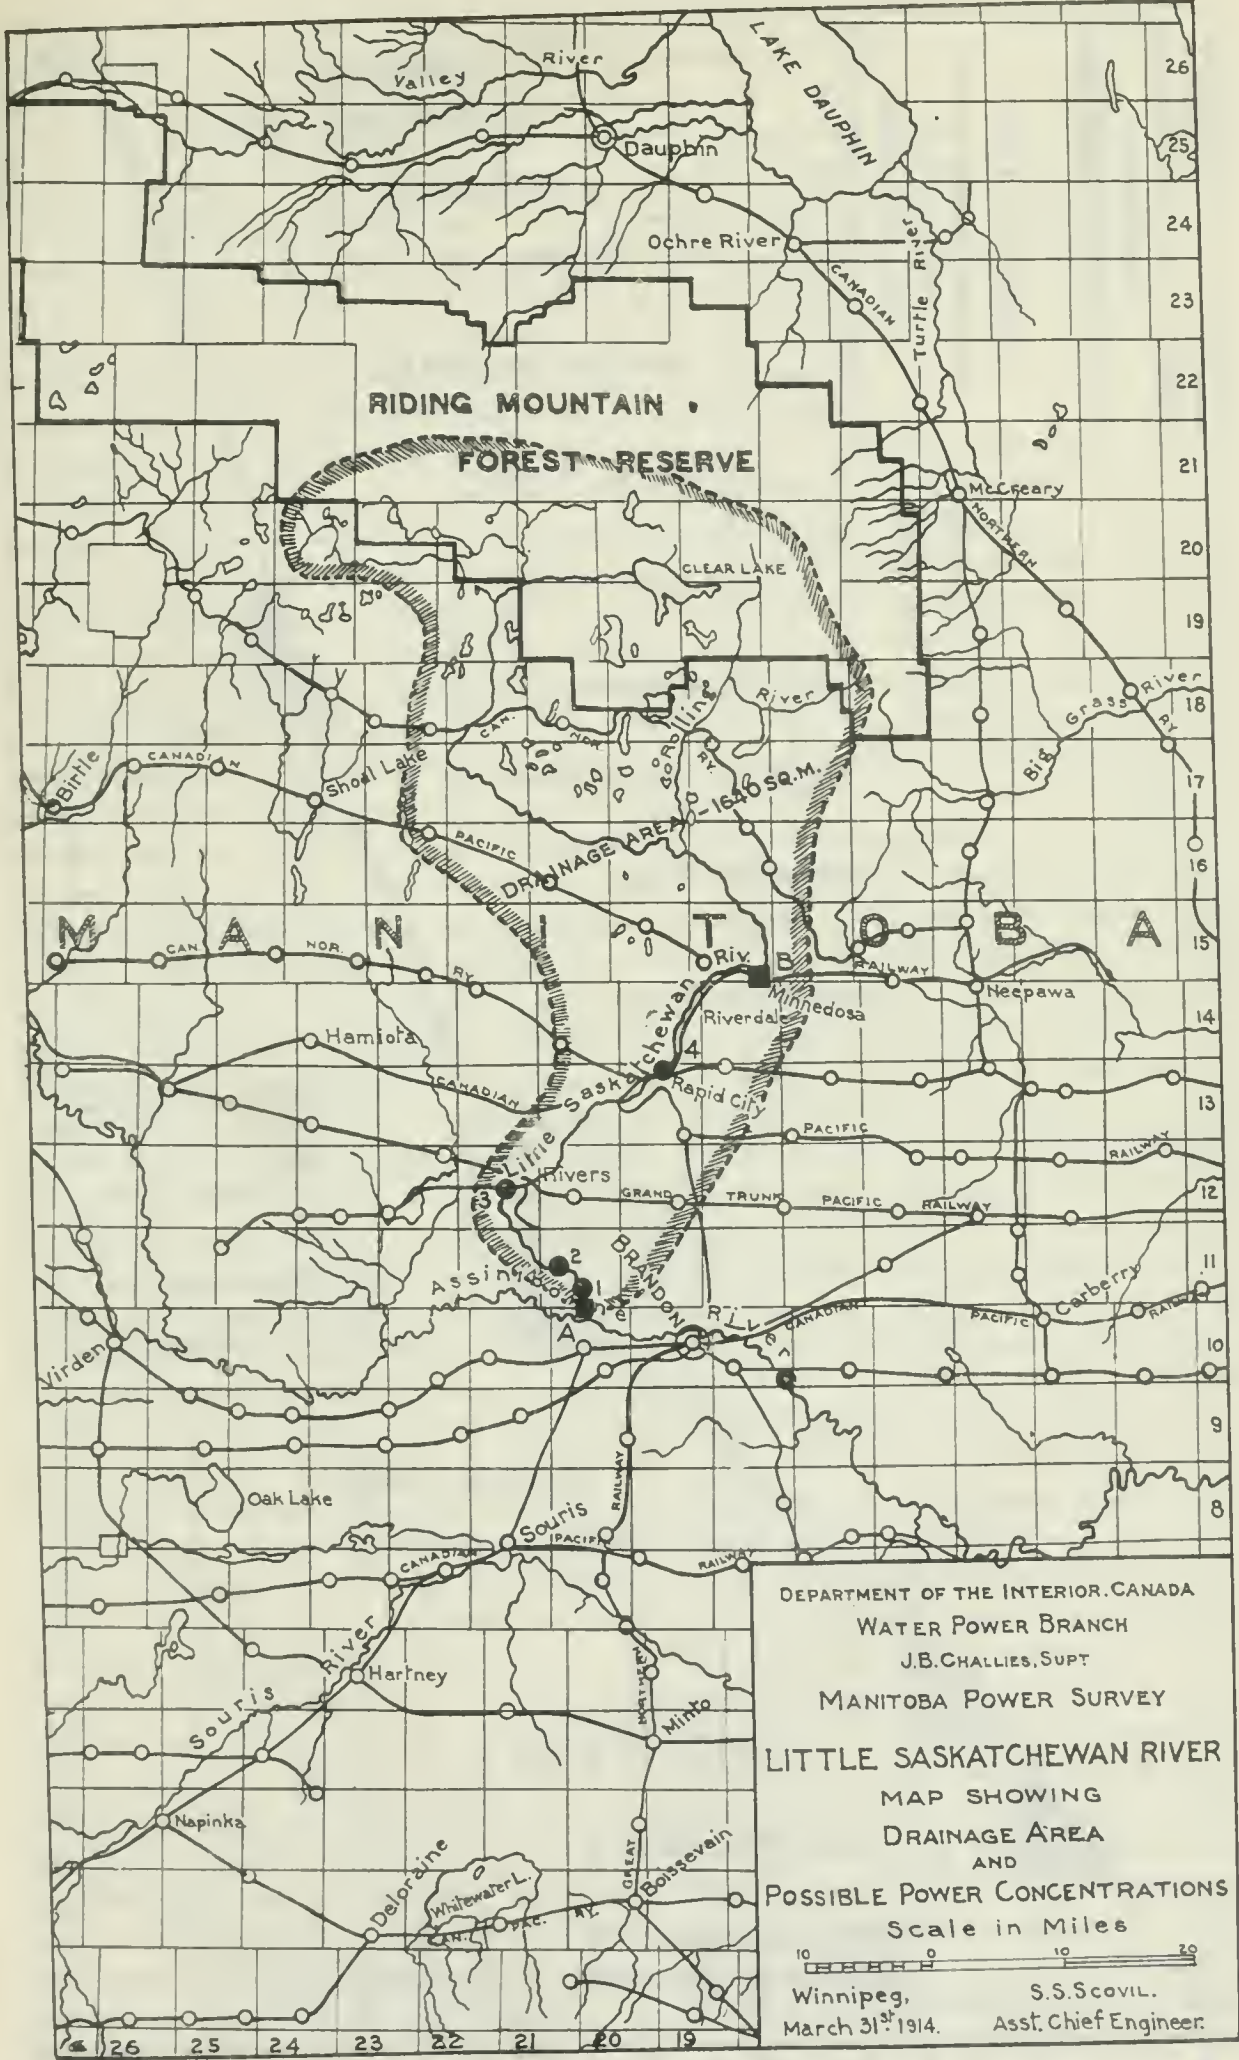 LAKE DAUPHIN
Valley River
26
25
Dauphin
24
Ochre River
CANADIAN
Turtle River
23
22
RIDING MOUNTAIN
FOREST RESERVE
21
McCreary
NORTHERN
20
CLEAR LAKE
19
Rolling River
Big Grass River
18
RY
CAN. NOR. RY.
Birtle
CANADIAN
Shoal Lake
17
PACIFIC
DRAINAGE AREA - 1640 SQ.M.
16
MANITOBA
15
CAN. NOR. RY.
Riv.
B
RAILWAY
Minnedosa
Neepawa
Riverdale
14
Hamiota
4
Little Saskatchewan
Rapid City
CANADIAN
13
PACIFIC
RAILWAY
Rivers
3
GRAND TRUNK PACIFIC RAILWAY
12
2
1
BRANDON
Assiniboine River
11
Carberry
A
CANADIAN
PACIFIC
RAILWAY
10
Virden
9
RAILWAY
Oak Lake
8
Souris
CANADIAN
PACIFIC
RAILWAY
DEPARTMENT OF THE INTERIOR. CANADA
WATER POWER BRANCH
J.B. CHALLIES, SUPT
MANITOBA POWER SURVEY
LITTLE SASKATCHEWAN RIVER
MAP SHOWING
DRAINAGE AREA
AND
POSSIBLE POWER CONCENTRATIONS
Scale in Miles
10 0 10 20
Winnipeg,
March 31st 1914.
S.S. SCOVIL.
Asst. Chief Engineer.
Souris River
Hartney
NORTHERN
Minto
Napinka
GREAT
Deloraine
Whitewater L.
Boissevain
CAN. PAC. RY.
26 25 24 23 22 21 20 19